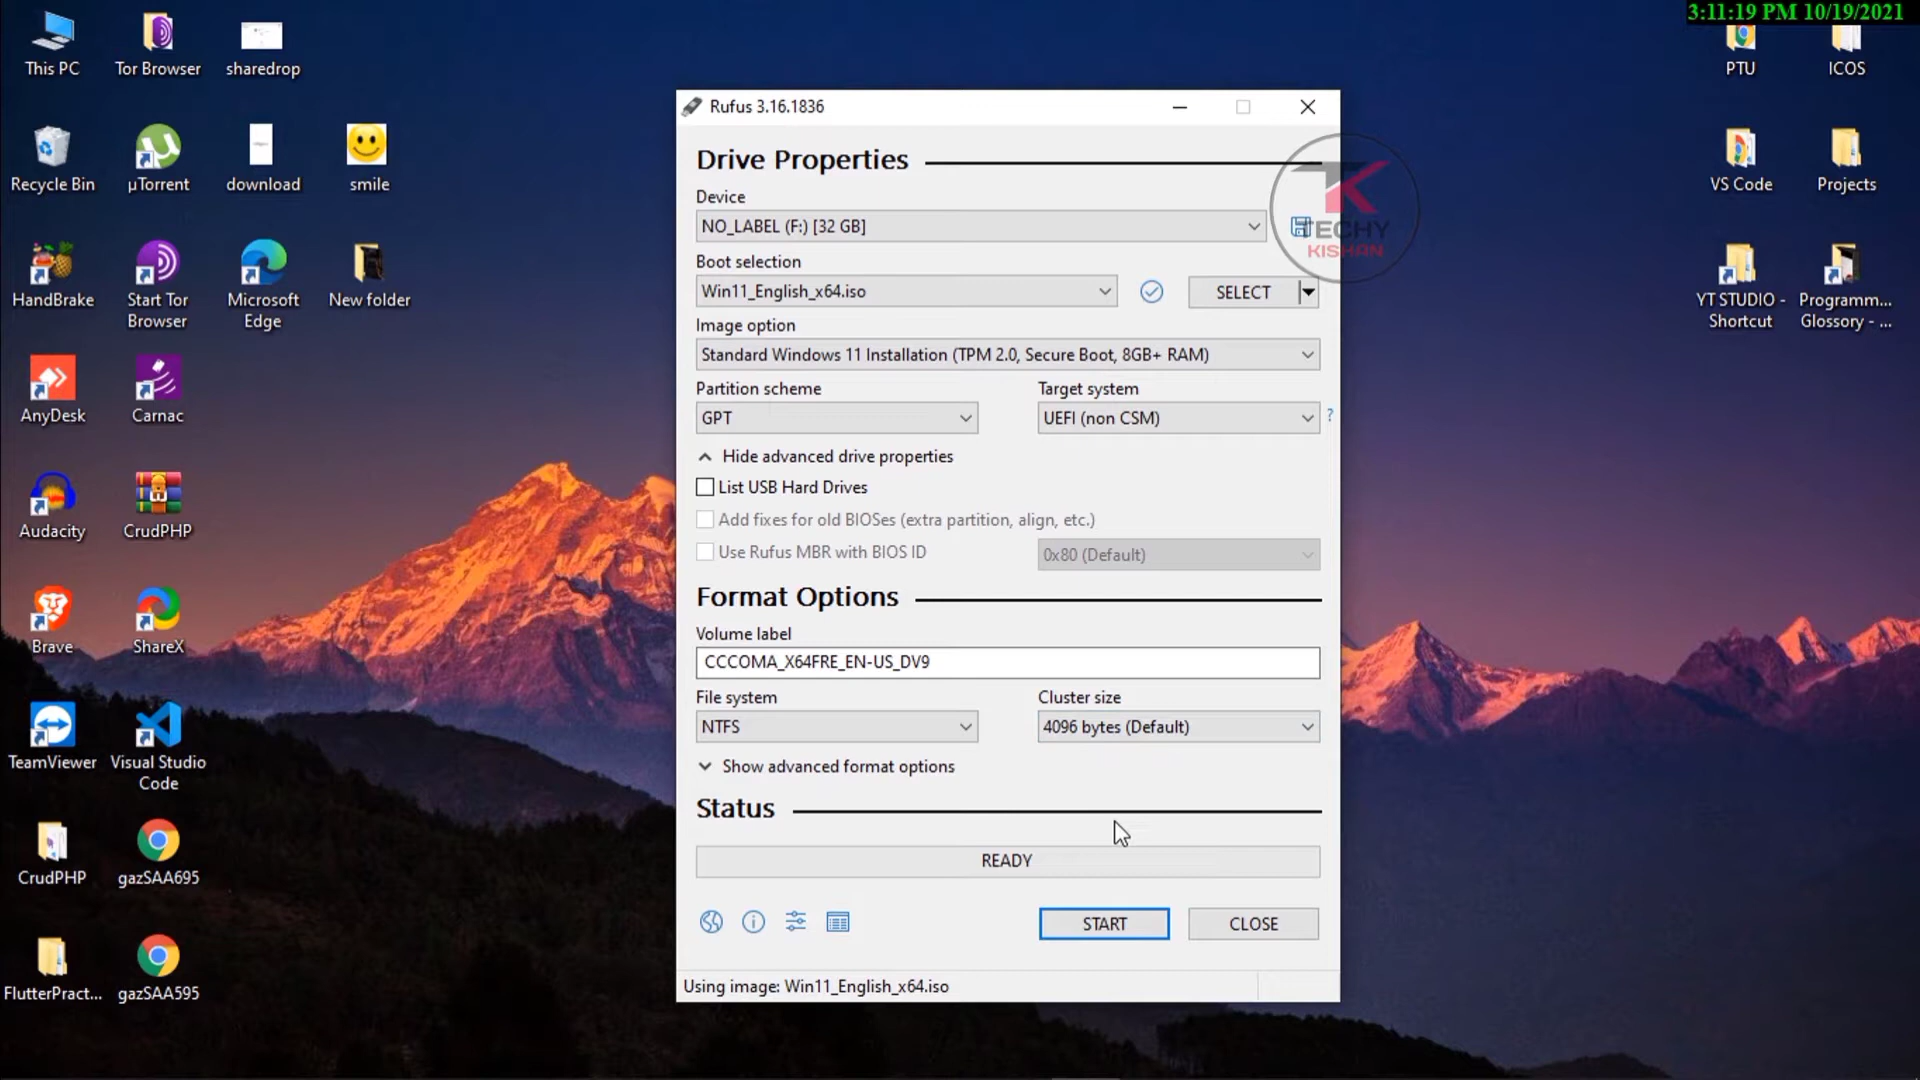 3:11:19 PM 10/19/2021
This PC
Tor Browser
sharedrop
PTU
ICOS
Recycle Bin
µTorrent
download
smile
VS Code
Projects
HandBrake
Start Tor
Browser
Microsoft
Edge
New folder
YT STUDIO -
Shortcut
Programm...
Glossory - ...
AnyDesk
Carnac
Audacity
CrudPHP
Brave
ShareX
TeamViewer
Visual Studio
Code
CrudPHP
gazSAA695
FlutterPract...
gazSAA595
Rufus 3.16.1836
Drive Properties
Device
NO_LABEL (F:) [32 GB]
TK
TECHY
KISHAN
Boot selection
Win11_English_x64.iso
SELECT
Image option
Standard Windows 11 Installation (TPM 2.0, Secure Boot, 8GB+ RAM)
Partition scheme
Target system
GPT
UEFI (non CSM)
?
Hide advanced drive properties
List USB Hard Drives
Add fixes for old BIOSes (extra partition, align, etc.)
Use Rufus MBR with BIOS ID
0x80 (Default)
Format Options
Volume label
CCCOMA_X64FRE_EN-US_DV9
File system
Cluster size
NTFS
4096 bytes (Default)
Show advanced format options
Status
READY
START
CLOSE
Using image: Win11_English_x64.iso